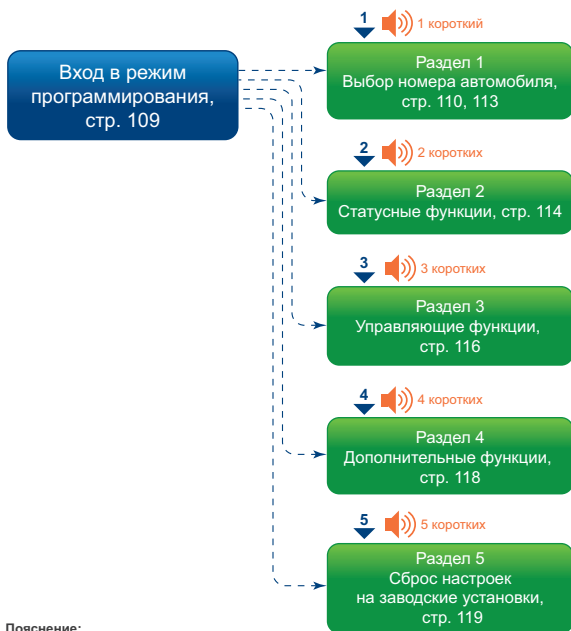 Вход в режим
программирования,
стр. 109
1 1 короткий
Раздел 1
Выбор номера автомобиля,
стр. 110, 113
2 2 коротких
Раздел 2
Статусные функции, стр. 114
3 3 коротких
Раздел 3
Управляющие функции,
стр. 116
4 4 коротких
Раздел 4
Дополнительные функции,
стр. 118
5 5 коротких
Раздел 5
Сброс настроек
на заводские установки,
стр. 119
Пояснение: